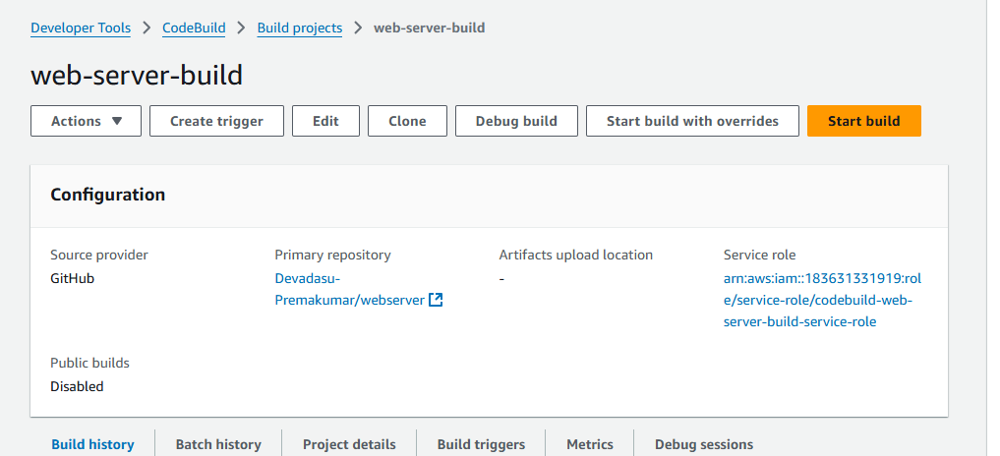 Developer Tools > CodeBuild > Build projects > web-server-build
web-server-build
Actions ▼ Create trigger Edit Clone Debug build Start build with overrides Start build
Configuration
Source provider
GitHub
Primary repository
Devadasu-
Premakumar/webserver
Artifacts upload location
-
Service role
arn:aws:iam::183631331919:rol
e/service-role/codebuild-web-
server-build-service-role
Public builds
Disabled
Build history Batch history Project details Build triggers Metrics Debug sessions